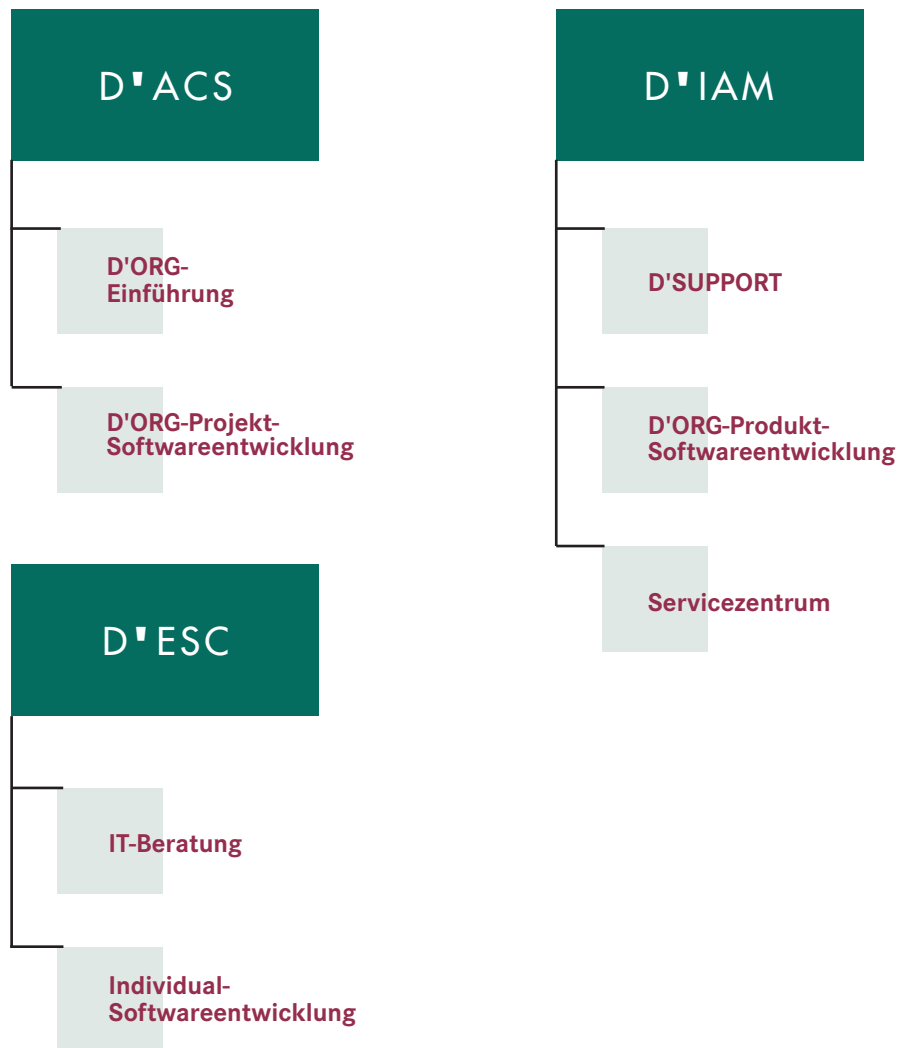 D'ACS
D'ORG-
Einführung
D'ORG-Projekt-
Softwareentwicklung
D'IAM
D'SUPPORT
D'ORG-Produkt-
Softwareentwicklung
Servicezentrum
D'ESC
IT-Beratung
Individual-
Softwareentwicklung